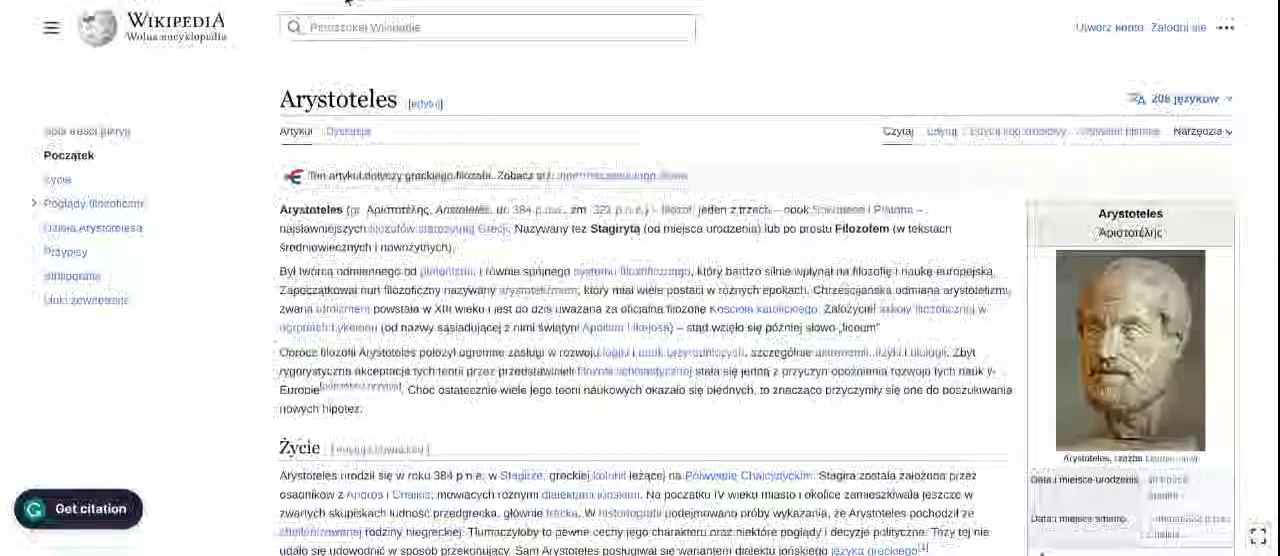 WIKIPEDIA
Wolna encyklopedia
Utwórz konto Zaloguj się
Arystoteles [edytuj]
208 języków
Artykuł Dyskusja
Czytaj Edytuj Narzędzia
Początek
Życie
Poglądy filozoficzne
Dzieła Arystotelesa
Przypisy
Bibliografia
Linki zewnętrzne
Ten artykuł dotyczy greckiego filozofa. Zobacz też:
Arystoteles (gr. Ἀριστοτέλης, Aristotelēs, ur. 384 p.n.e., zm. 322 p.n.e.) – filozof, jeden z trzech – obok Sokratesa i Platona –
najsławniejszych filozofów starożytnej Grecji. Nazywany też Stagirytą (od miejsca urodzenia) lub po prostu Filozofem (w tekstach
średniowiecznych i nowożytnych).
Był twórcą odmiennego od platonizmu i równie spójnego systemu filozoficznego, który bardzo silnie wpłynął na filozofię i naukę europejską.
Zapoczątkował nurt filozoficzny nazywany arystotelizmem, który miał wiele postaci w różnych epokach. Chrześcijańska odmiana arystotelizmu,
zwana tomizmem powstała w XIII wieku i jest do dziś uważana za oficjalną filozofię Kościoła katolickiego. Założyciel szkoły filozoficznej w
ogrodach Lykeionu (od nazwy sąsiadującej z nimi świątyni Apollina Likejosa) – stąd wzięło się później słowo „liceum"
Oprócz filozofii Arystoteles położył ogromne zasługi w rozwoju logiki i nauk przyrodniczych, szczególnie astronomii, fizyki i biologii. Zbyt
rygorystyczna akceptacja tych teorii przez przedstawicieli filozofii scholastycznej stała się jedną z przyczyn opóźnienia rozwoju tych nauk w
Europie. Choć ostatecznie wiele jego teorii naukowych okazało się błędnych, to znacząco przyczyniły się one do poszukiwania
nowych hipotez.
Życie
Arystoteles urodził się w roku 384 p.n.e. w Stagirze, greckiej kolonii leżącej na Półwyspie Chalcydyckim. Stagira została założona przez
osadników z Andros i Chalkis, mówiących różnymi dialektami jońskimi. Na początku IV wieku miasto i okolice zamieszkiwała jeszcze w
zwartych skupiskach ludność przedgrecka, głównie tracka. W historiografii podejmowano próby wykazania, że Arystoteles pochodził ze
zhellenizowanej rodziny niegreckiej. Tłumaczyłoby to pewne cechy jego charakteru oraz niektóre poglądy i decyzje polityczne. Tezy tej nie
udało się udowodnić w sposób przekonujący. Sam Arystoteles posługiwał się wariantem dialektu jońskiego języka greckiego[1]
Arystoteles
Ἀριστοτέλης
Arystoteles, rzeźba
Data i miejsce urodzenia
Data i miejsce śmierci
Get citation